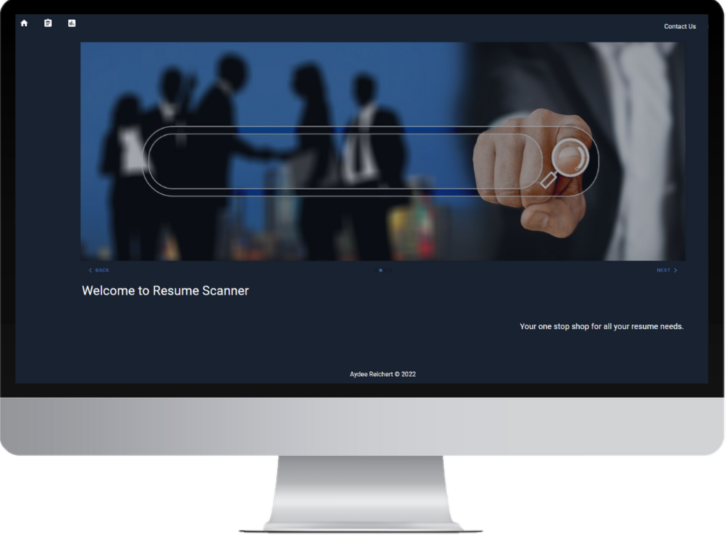 Contact Us
BACK
NEXT
Welcome to Resume Scanner
Your one stop shop for all your resume needs.
Aydee Reichert © 2022